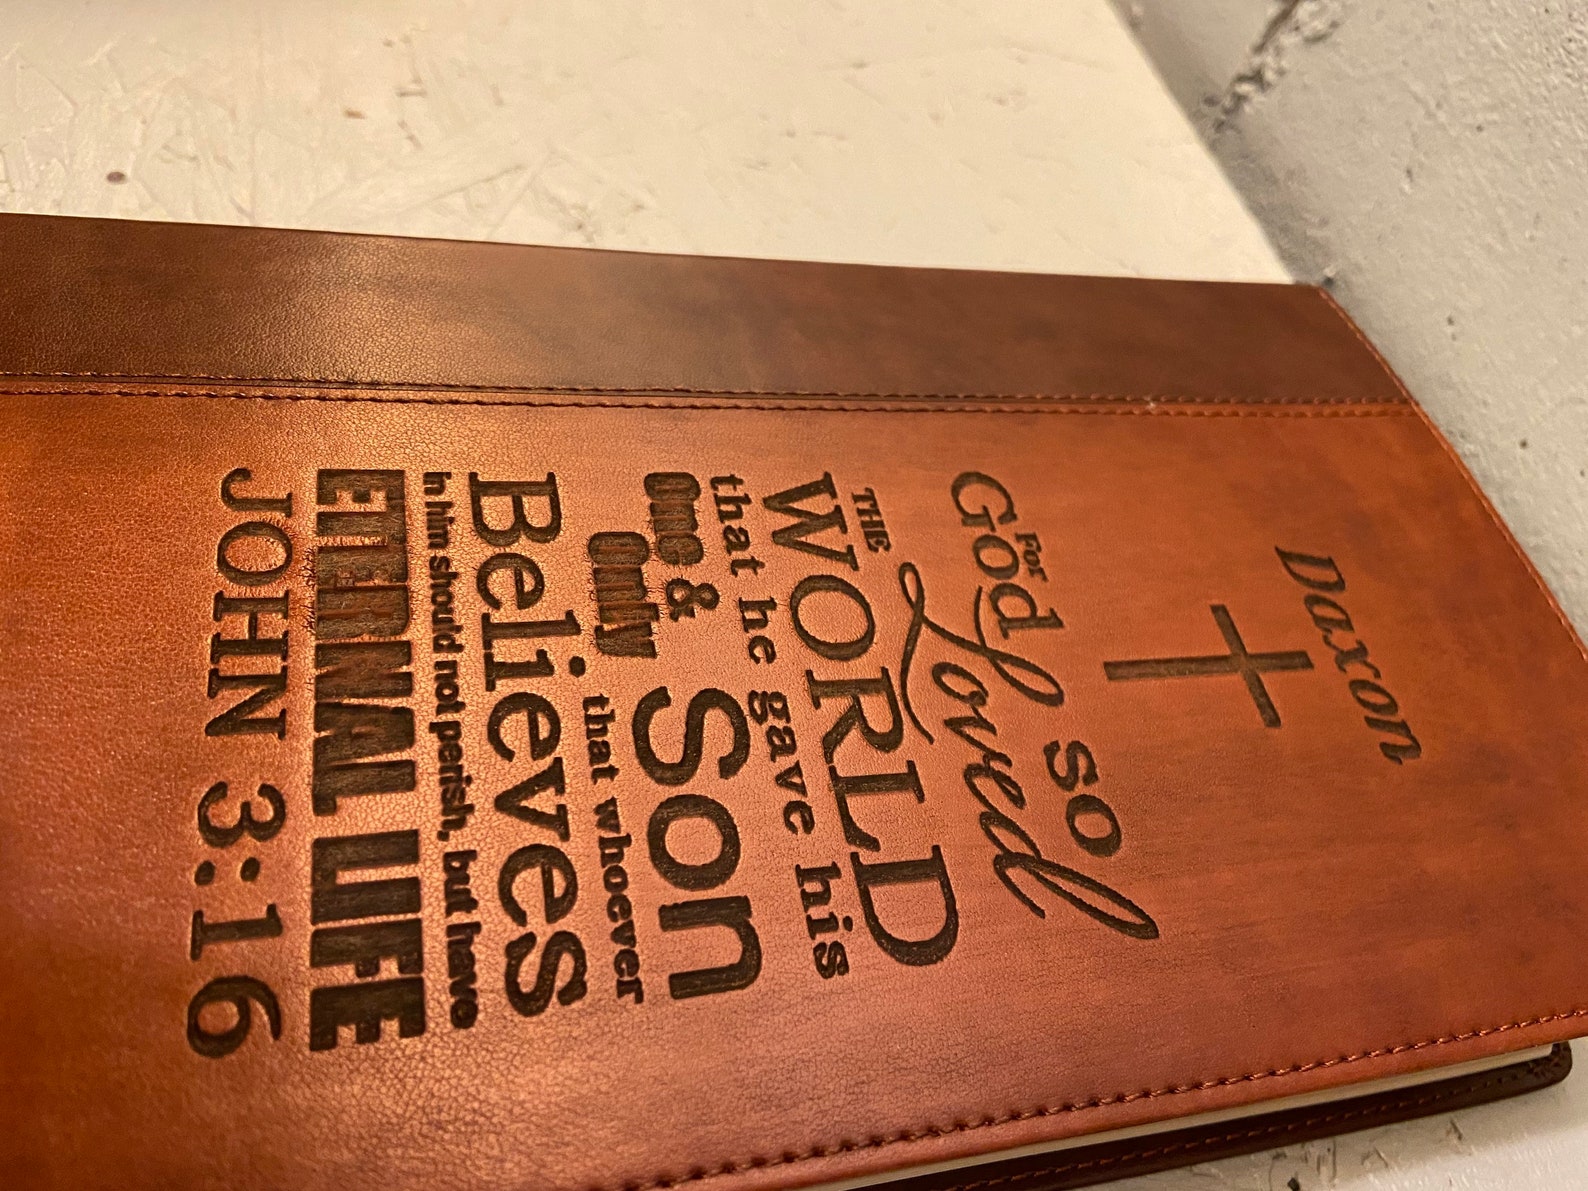 Daxon
For
God so
Loved
THE
WORLD
that he gave his
One &
Only Son
that whoever
Believes
in him should not perish, but have
ETERNAL LIFE
JOHN 3:16